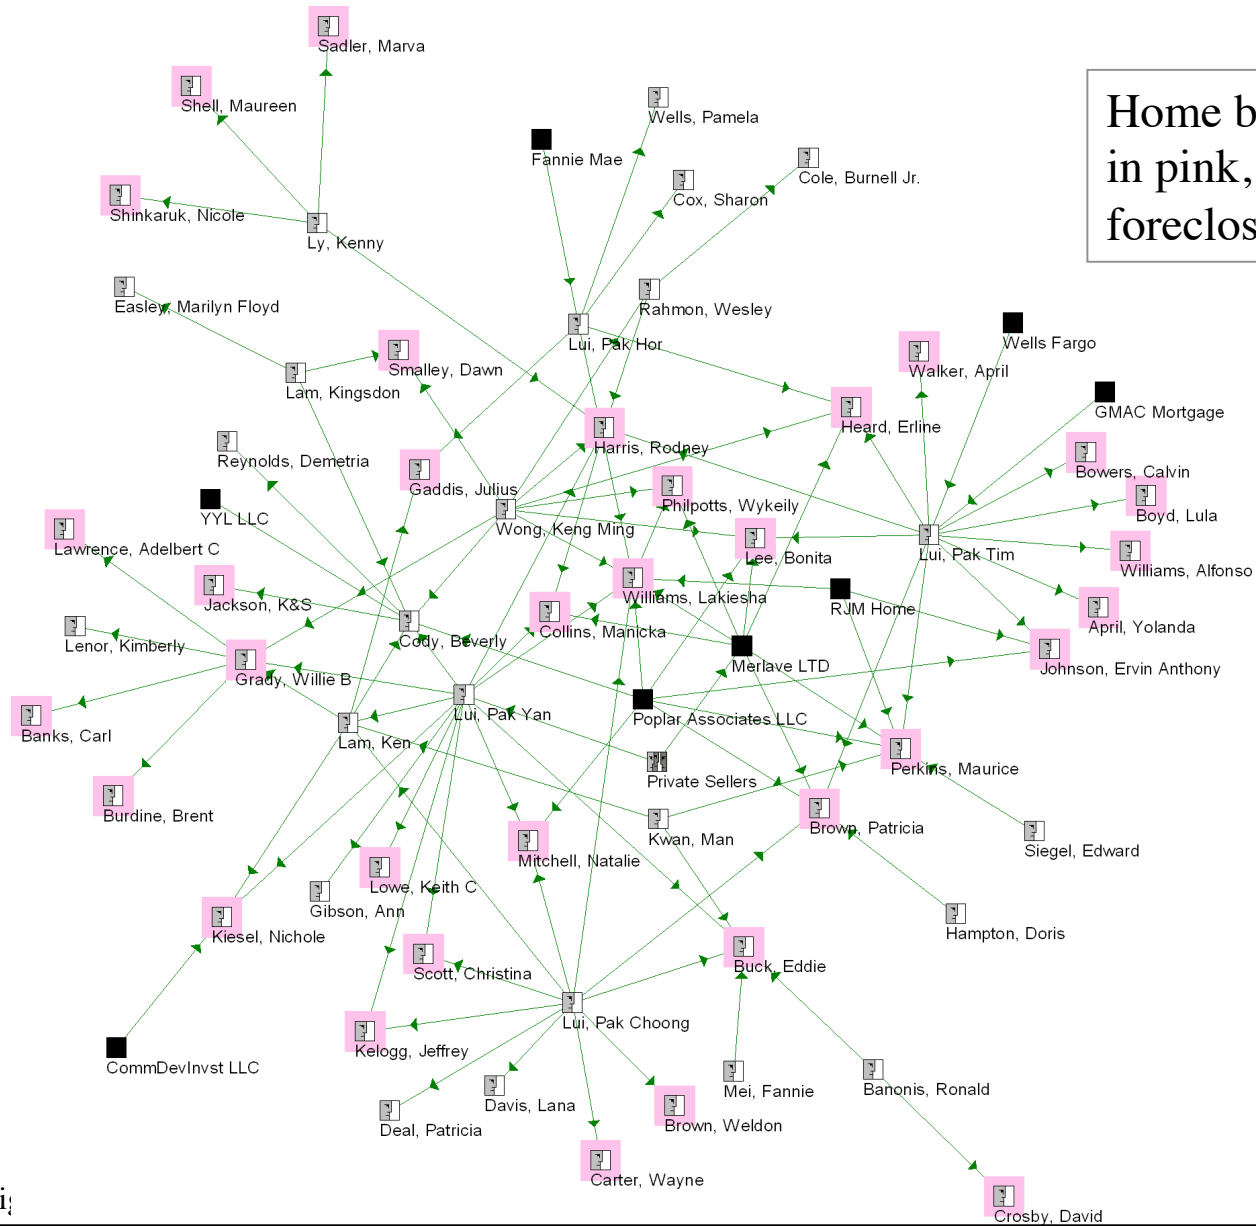 Sadler, Marva
Shell, Maureen
Wells, Pamela
Home b
in pink,
foreclos
Fannie Mae
Cole, Burnell Jr.
Cox, Sharon
Shinkaruk, Nicole
Ly, Kenny
Easley, Marilyn Floyd
Rahmon, Wesley
Lui, Pak Hor
Wells Fargo
Smalley, Dawn
Walker, April
Lam, Kingsdon
GMAC Mortgage
Heard, Erline
Harris, Rodney
Reynolds, Demetria
Bowers, Calvin
Gaddis, Julius
Philpotts, Wykeily
YYL LLC
Boyd, Lula
Wong, Keng Ming
Lawrence, Adelbert C
Lee, Bonita
Lui, Pak Tim
Williams, Alfonso
Williams, Lakiesha
Jackson, K&S
RJM Home
April, Yolanda
Collins, Manicka
Cody, Beverly
Lenor, Kimberly
Merlave LTD
Johnson, Ervin Anthony
Grady, Willie B
Lui, Pak Yan
Poplar Associates LLC
Banks, Carl
Lam, Ken
Perkins, Maurice
Private Sellers
Burdine, Brent
Brown, Patricia
Kwan, Man
Siegel, Edward
Mitchell, Natalie
Lowe, Keith C
Gibson, Ann
Hampton, Doris
Kiesel, Nichole
Buck, Eddie
Scott, Christina
Lui, Pak Choong
Kelogg, Jeffrey
CommDevInvst LLC
Mei, Fannie
Banonis, Ronald
Davis, Lana
Brown, Weldon
Deal, Patricia
Carter, Wayne
Crosby, David